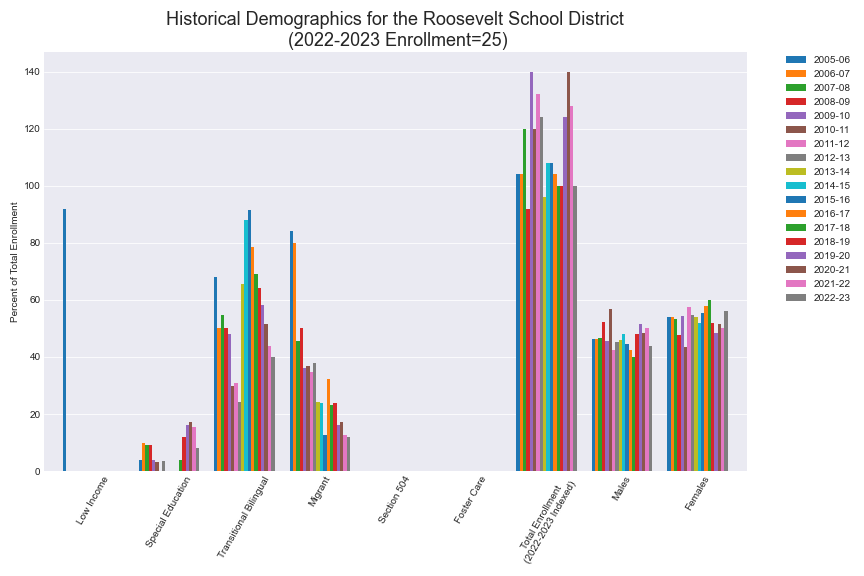 Historical Demographics for the Roosevelt School District
(2022-2023 Enrollment=25)
Percent of Total Enrollment
140
120
100
80
60
40
20
0
Low Income
Special Education
Transitional Bilingual
Migrant
Section 504
Foster Care
Total Enrollment
(2022-2023 Indexed)
Males
Females
2005-06
2006-07
2007-08
2008-09
2009-10
2010-11
2011-12
2012-13
2013-14
2014-15
2015-16
2016-17
2017-18
2018-19
2019-20
2020-21
2021-22
2022-23